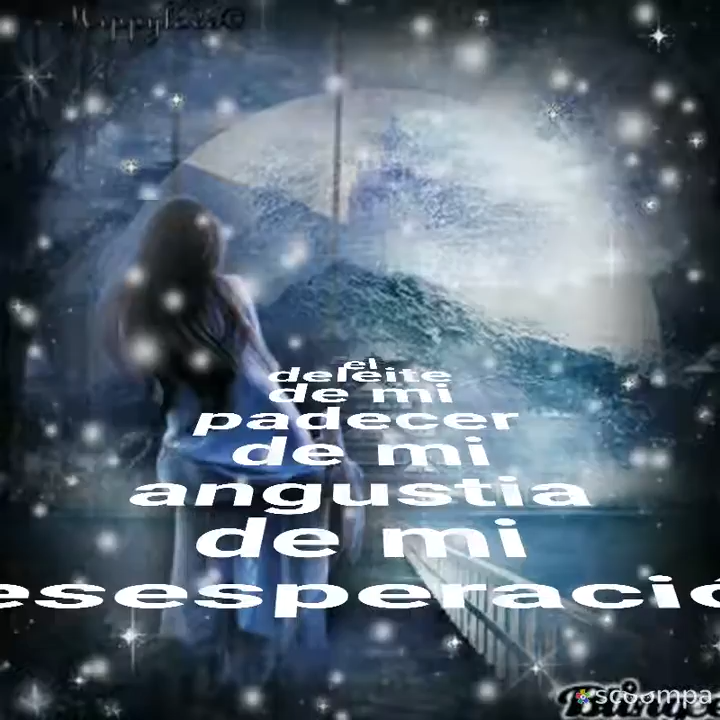 el
deleite
de mi
padecer
de mi
angustia
de mi
esesperació
scoompa